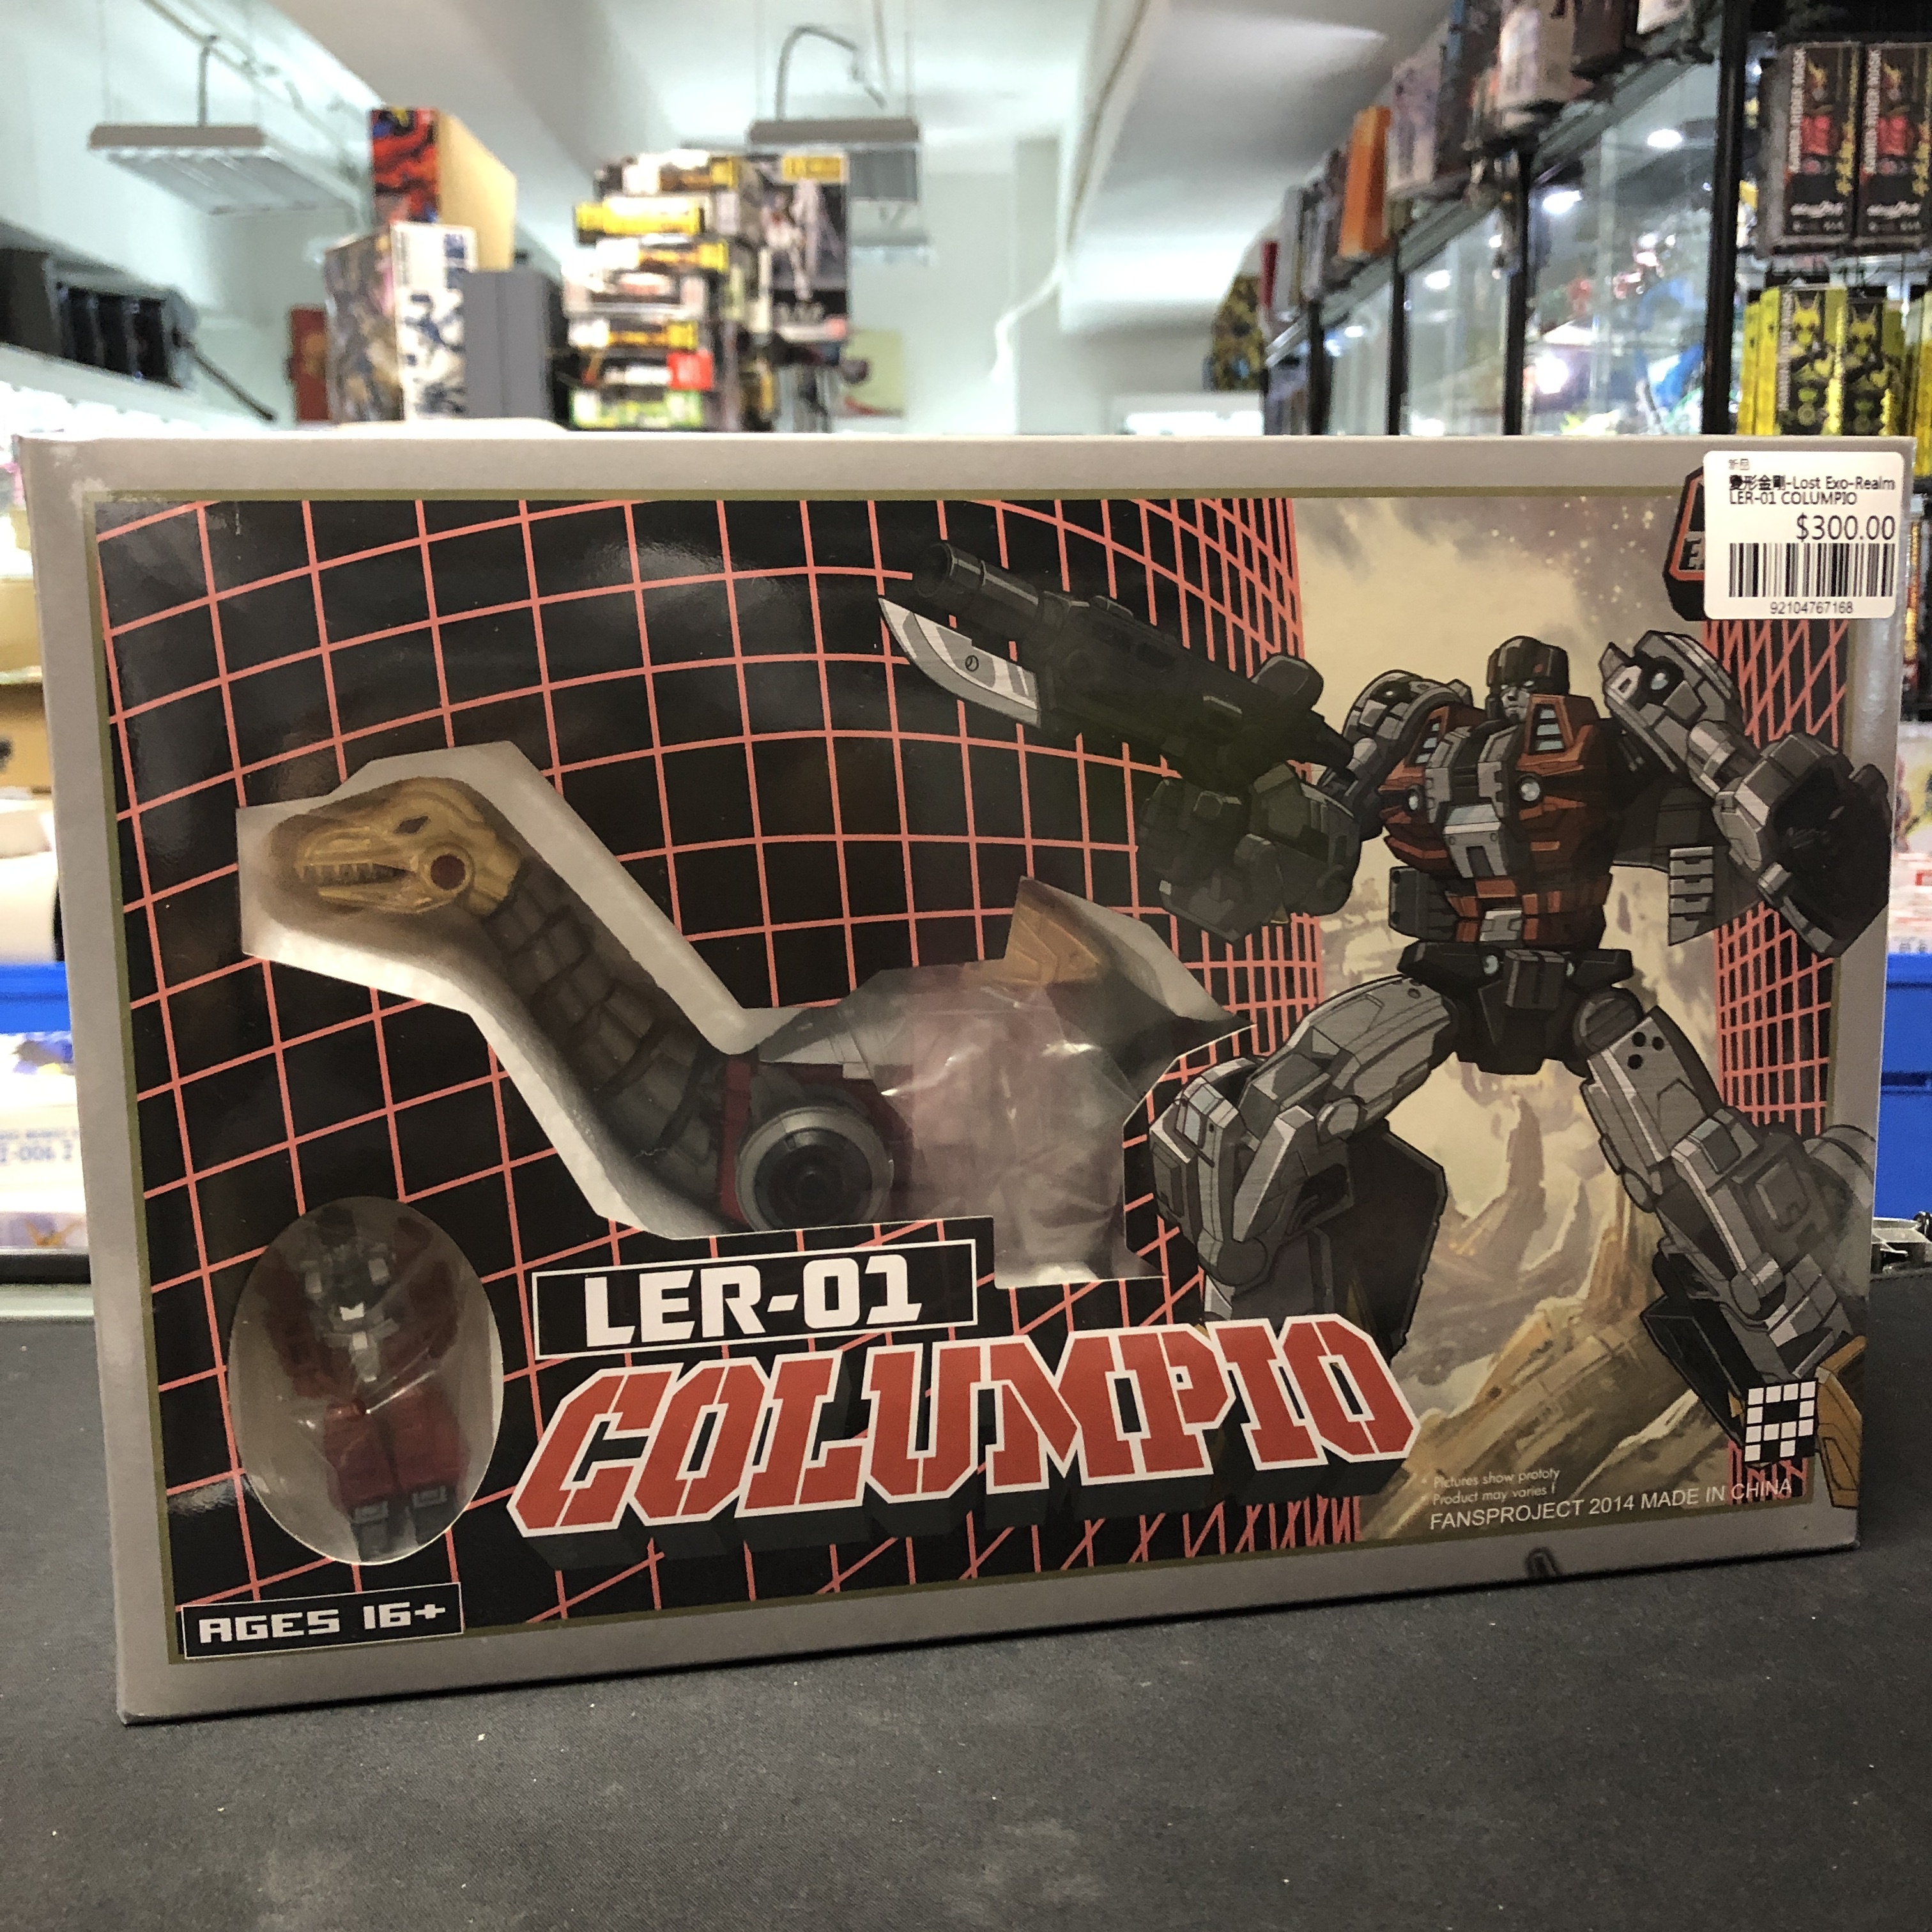 新品
變形金剛-Lost Exo-Realm
LER-01 COLUMPIO
$300.00
92104767168
LER-01
COLUMPIO
AGES 16+
* Pictures show prototy
* Product may varies f
FANSPROJECT 2014 MADE IN CHINA